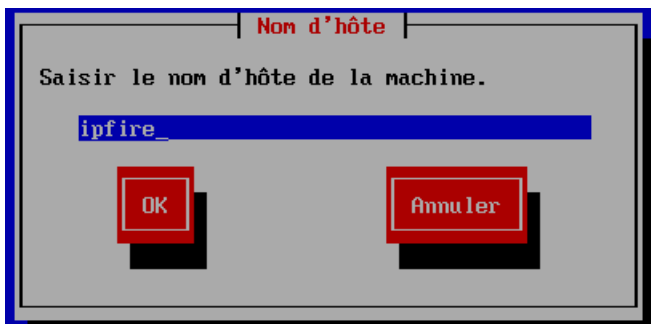 Nom d'hôte
Saisir le nom d'hôte de la machine.
ipfire_
OK Annuler